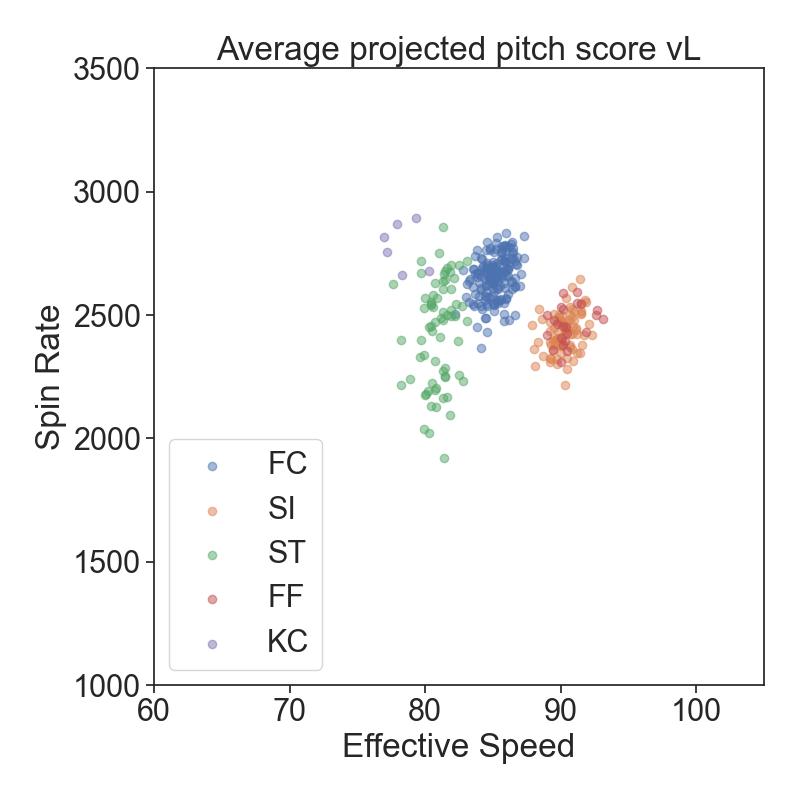 Average projected pitch score vL
3500
3000
2500
2000
1500
1000
Spin Rate
FC
SI
ST
FF
KC
60 70 80 90 100
Effective Speed